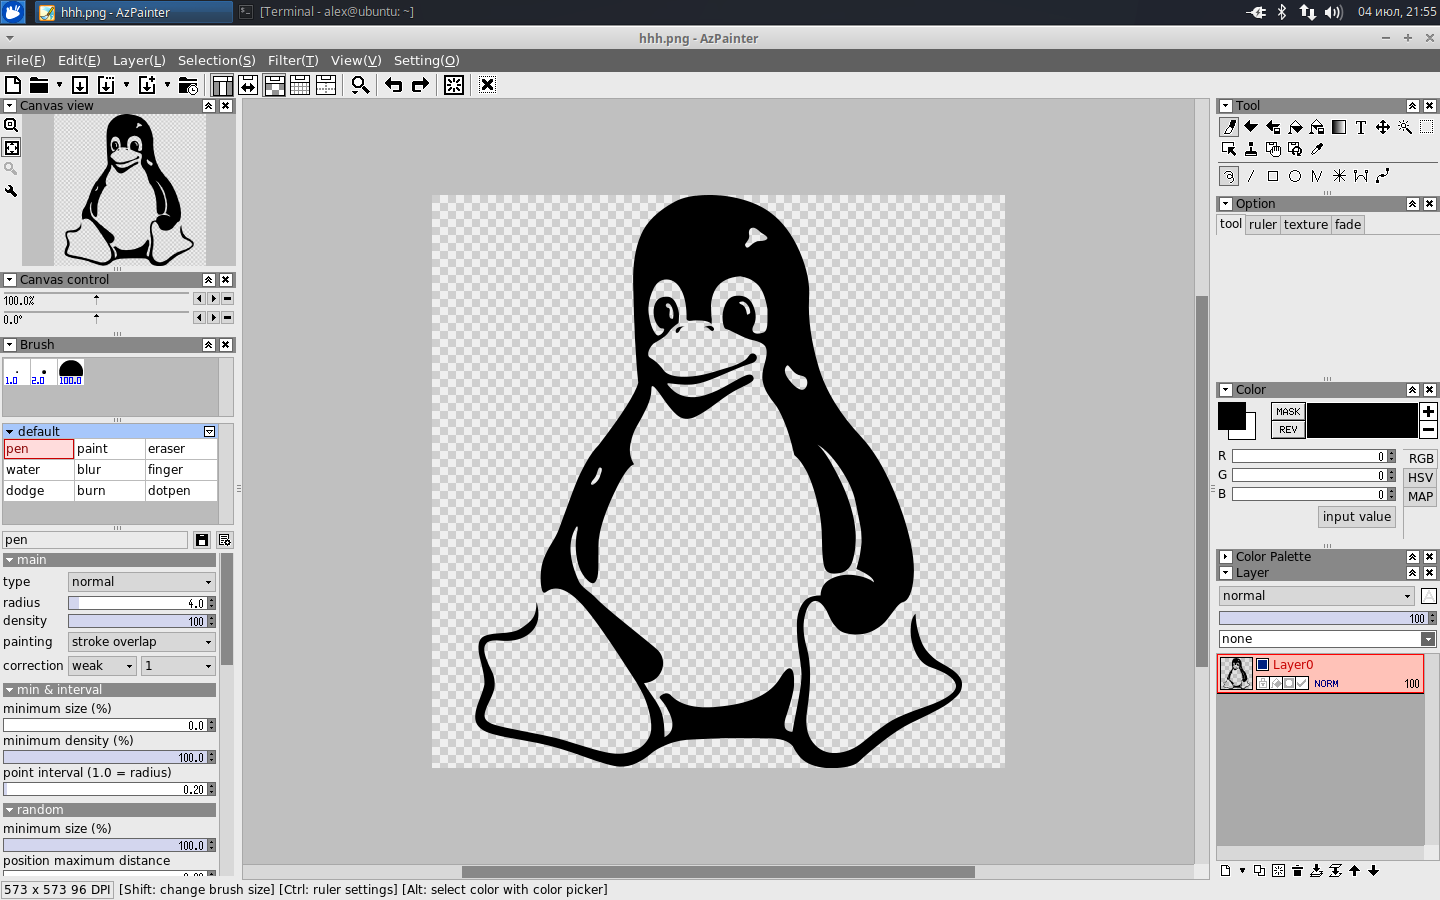 hhh.png - AzPainter
[Terminal - alex@ubuntu: ~]
04 июл, 21:55
hhh.png - AzPainter
File(F) Edit(E) Layer(L) Selection(S) Filter(T) View(V) Setting(O)
Canvas view
Canvas control
100.0%
0.0°
Brush
1.0 2.0 100.0
default
pen paint eraser
water blur finger
dodge burn dotpen
pen
main
type normal
radius 4.0
density 100
painting stroke overlap
correction weak 1
min & interval
minimum size (%)
0.0
minimum density (%)
100.0
point interval (1.0 = radius)
0.20
random
minimum size (%)
100.0
position maximum distance
573 x 573 96 DPI [Shift: change brush size] [Ctrl: ruler settings] [Alt: select color with color picker]
Tool
T
Option
tool ruler texture fade
Color
MASK
REV
R 0
G 0
B 0
RGB
HSV
MAP
input value
Color Palette
Layer
normal
100
none
Layer0
NORM 100